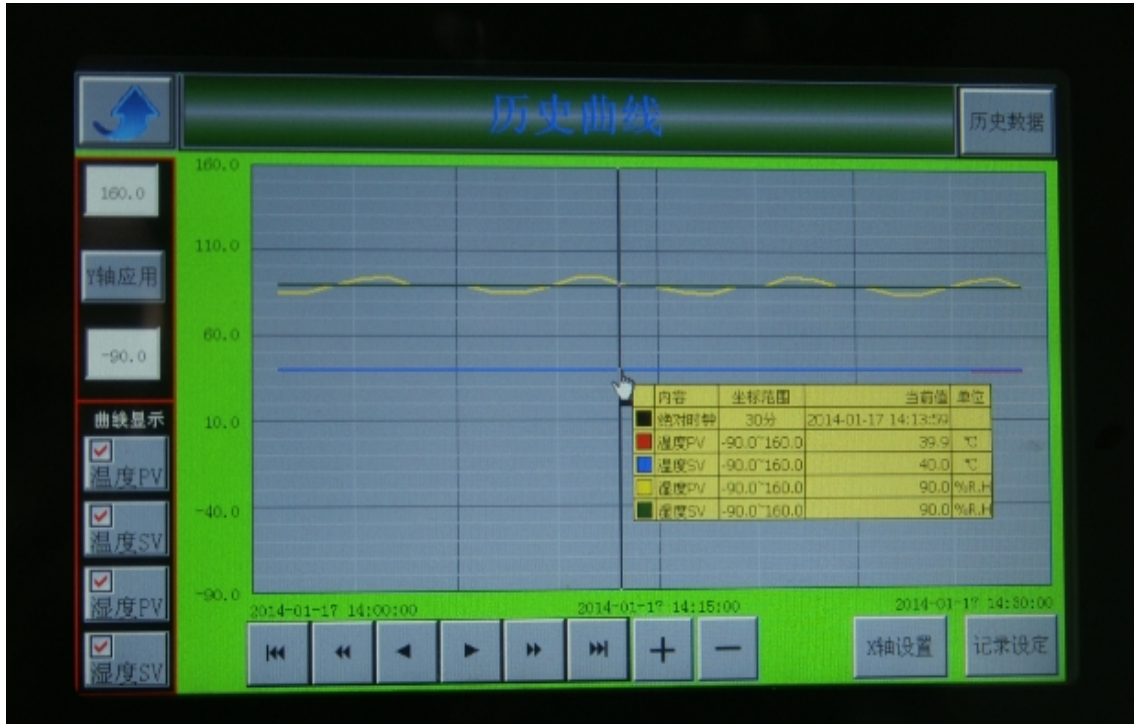 历史曲线
历史数据
160.0
Y轴应用
-90.0
曲线显示
温度PV
温度SV
湿度PV
湿度SV
160.0
110.0
60.0
10.0
-40.0
-90.0
内容 坐标范围 当前值 单位
绝对时钟 30分 2014-01-17 14:13:59
温度PV -90.0~160.0 39.9 ℃
温度SV -90.0~160.0 40.0 ℃
湿度PV -90.0~160.0 90.0 %R.H
湿度SV -90.0~160.0 90.0 %R.H
2014-01-17 14:00:00 2014-01-17 14:15:00 2014-01-17 14:30:00
X轴设置
记录设定